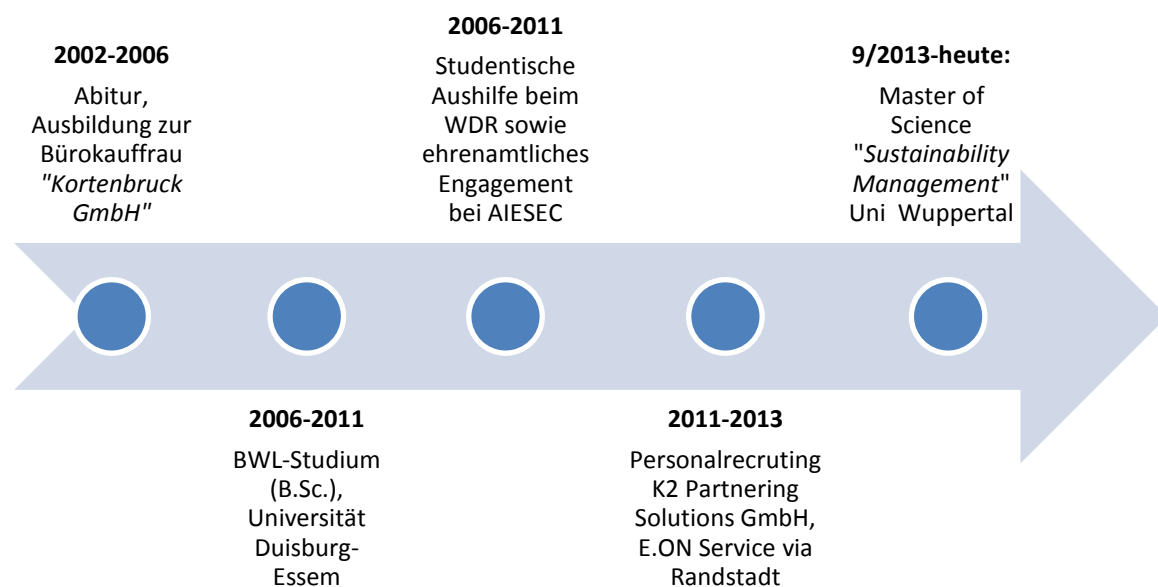 2002-2006
Abitur,
Ausbildung zur
Bürokauffrau
"Kortenbruck
GmbH"
2006-2011
BWL-Studium
(B.Sc.),
Universität
Duisburg-
Essem
2006-2011
Studentische
Aushilfe beim
WDR sowie
ehrenamtliches
Engagement
bei AIESEC
2011-2013
Personalrecruting
K2 Partnering
Solutions GmbH,
E.ON Service via
Randstadt
9/2013-heute:
Master of
Science
"Sustainability
Management"
Uni Wuppertal